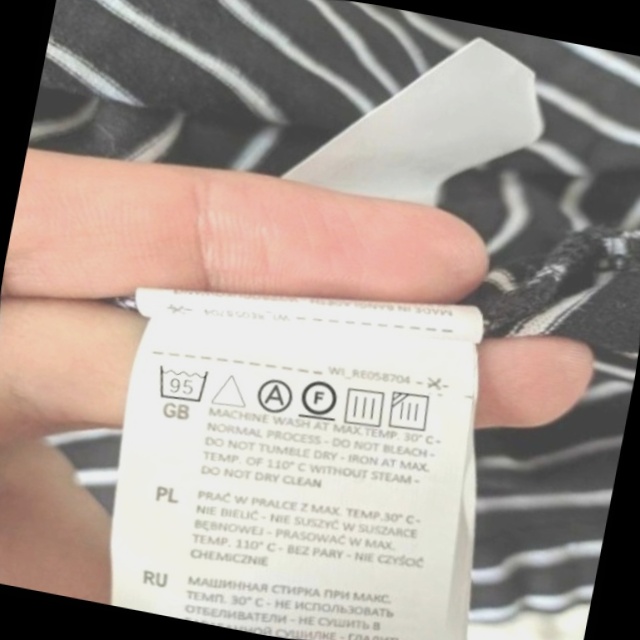 WI_RE058704
95 A F
GB MACHINE WASH AT MAX.TEMP. 30° C -
NORMAL PROCESS - DO NOT BLEACH -
DO NOT TUMBLE DRY - IRON AT MAX.
TEMP. OF 110° C WITHOUT STEAM -
DO NOT DRY CLEAN
PL PRAĆ W PRALCE Z MAX. TEMP.30° C -
NIE BIELIĆ - NIE SUSZYĆ W SUSZARCE
BĘBNOWEJ - PRASOWAĆ W MAX.
TEMP. 110° C - BEZ PARY - NIE CZYŚCIĆ
CHEMICZNIE
RU МАШИННАЯ СТИРКА ПРИ МАКС.
ТЕМП. 30° C - НЕ ИСПОЛЬЗОВАТЬ
ОТБЕЛИВАТЕЛИ - НЕ СУШИТЬ В
СУШИЛКЕ